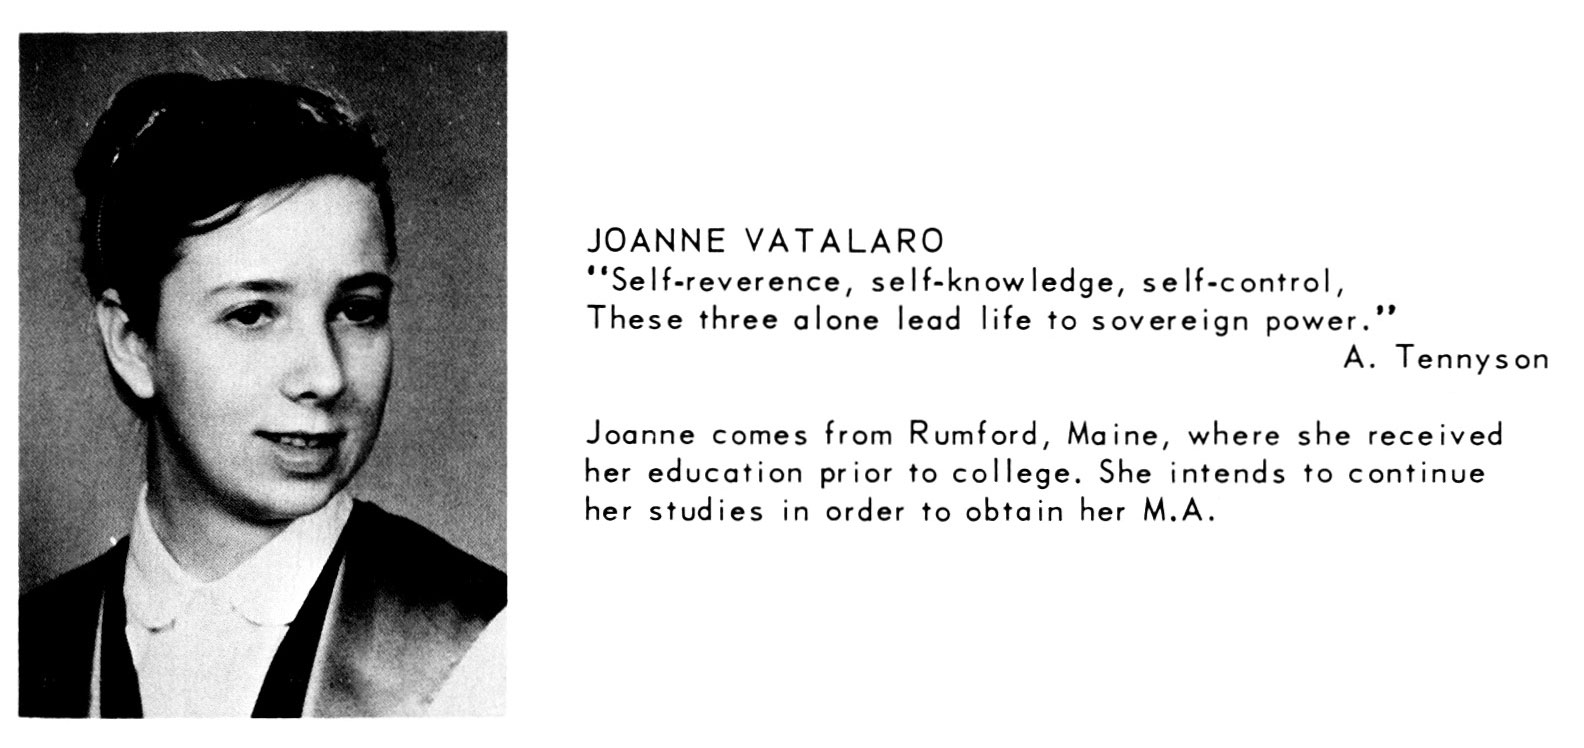 JOANNE VATALARO
"Self-reverence, self-knowledge, self-control,
These three alone lead life to sovereign power."
A. Tennyson
Joanne comes from Rumford, Maine, where she received
her education prior to college. She intends to continue
her studies in order to obtain her M.A.